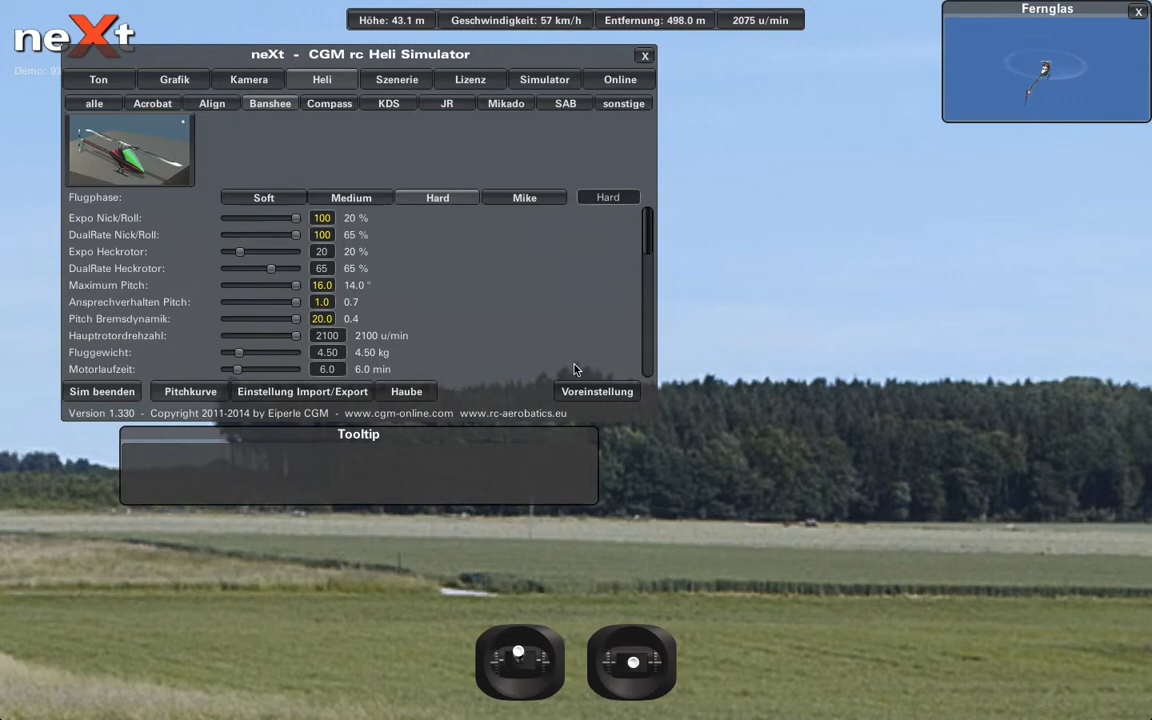 Höhe: 43.1 m Geschwindigkeit: 57 km/h Entfernung: 498.0 m 2075 u/min
Fernglas X
neXt
Demo: 93
neXt - CGM rc Heli Simulator X
Ton Grafik Kamera Heli Szenerie Lizenz Simulator Online
alle Acrobat Align Banshee Compass KDS JR Mikado SAB sonstige
Flugphase: Soft Medium Hard Mike Hard
Expo Nick/Roll: 100 20 %
DualRate Nick/Roll: 100 65 %
Expo Heckrotor: 20 20 %
DualRate Heckrotor: 65 65 %
Maximum Pitch: 16.0 14.0 °
Ansprechverhalten Pitch: 1.0 0.7
Pitch Bremsdynamik: 20.0 0.4
Hauptrotordrehzahl: 2100 2100 u/min
Fluggewicht: 4.50 4.50 kg
Motorlaufzeit: 6.0 6.0 min
Sim beenden Pitchkurve Einstellung Import/Export Haube Voreinstellung
Version 1.330 - Copyright 2011-2014 by Eiperle CGM - www.cgm-online.com www.rc-aerobatics.eu
Tooltip